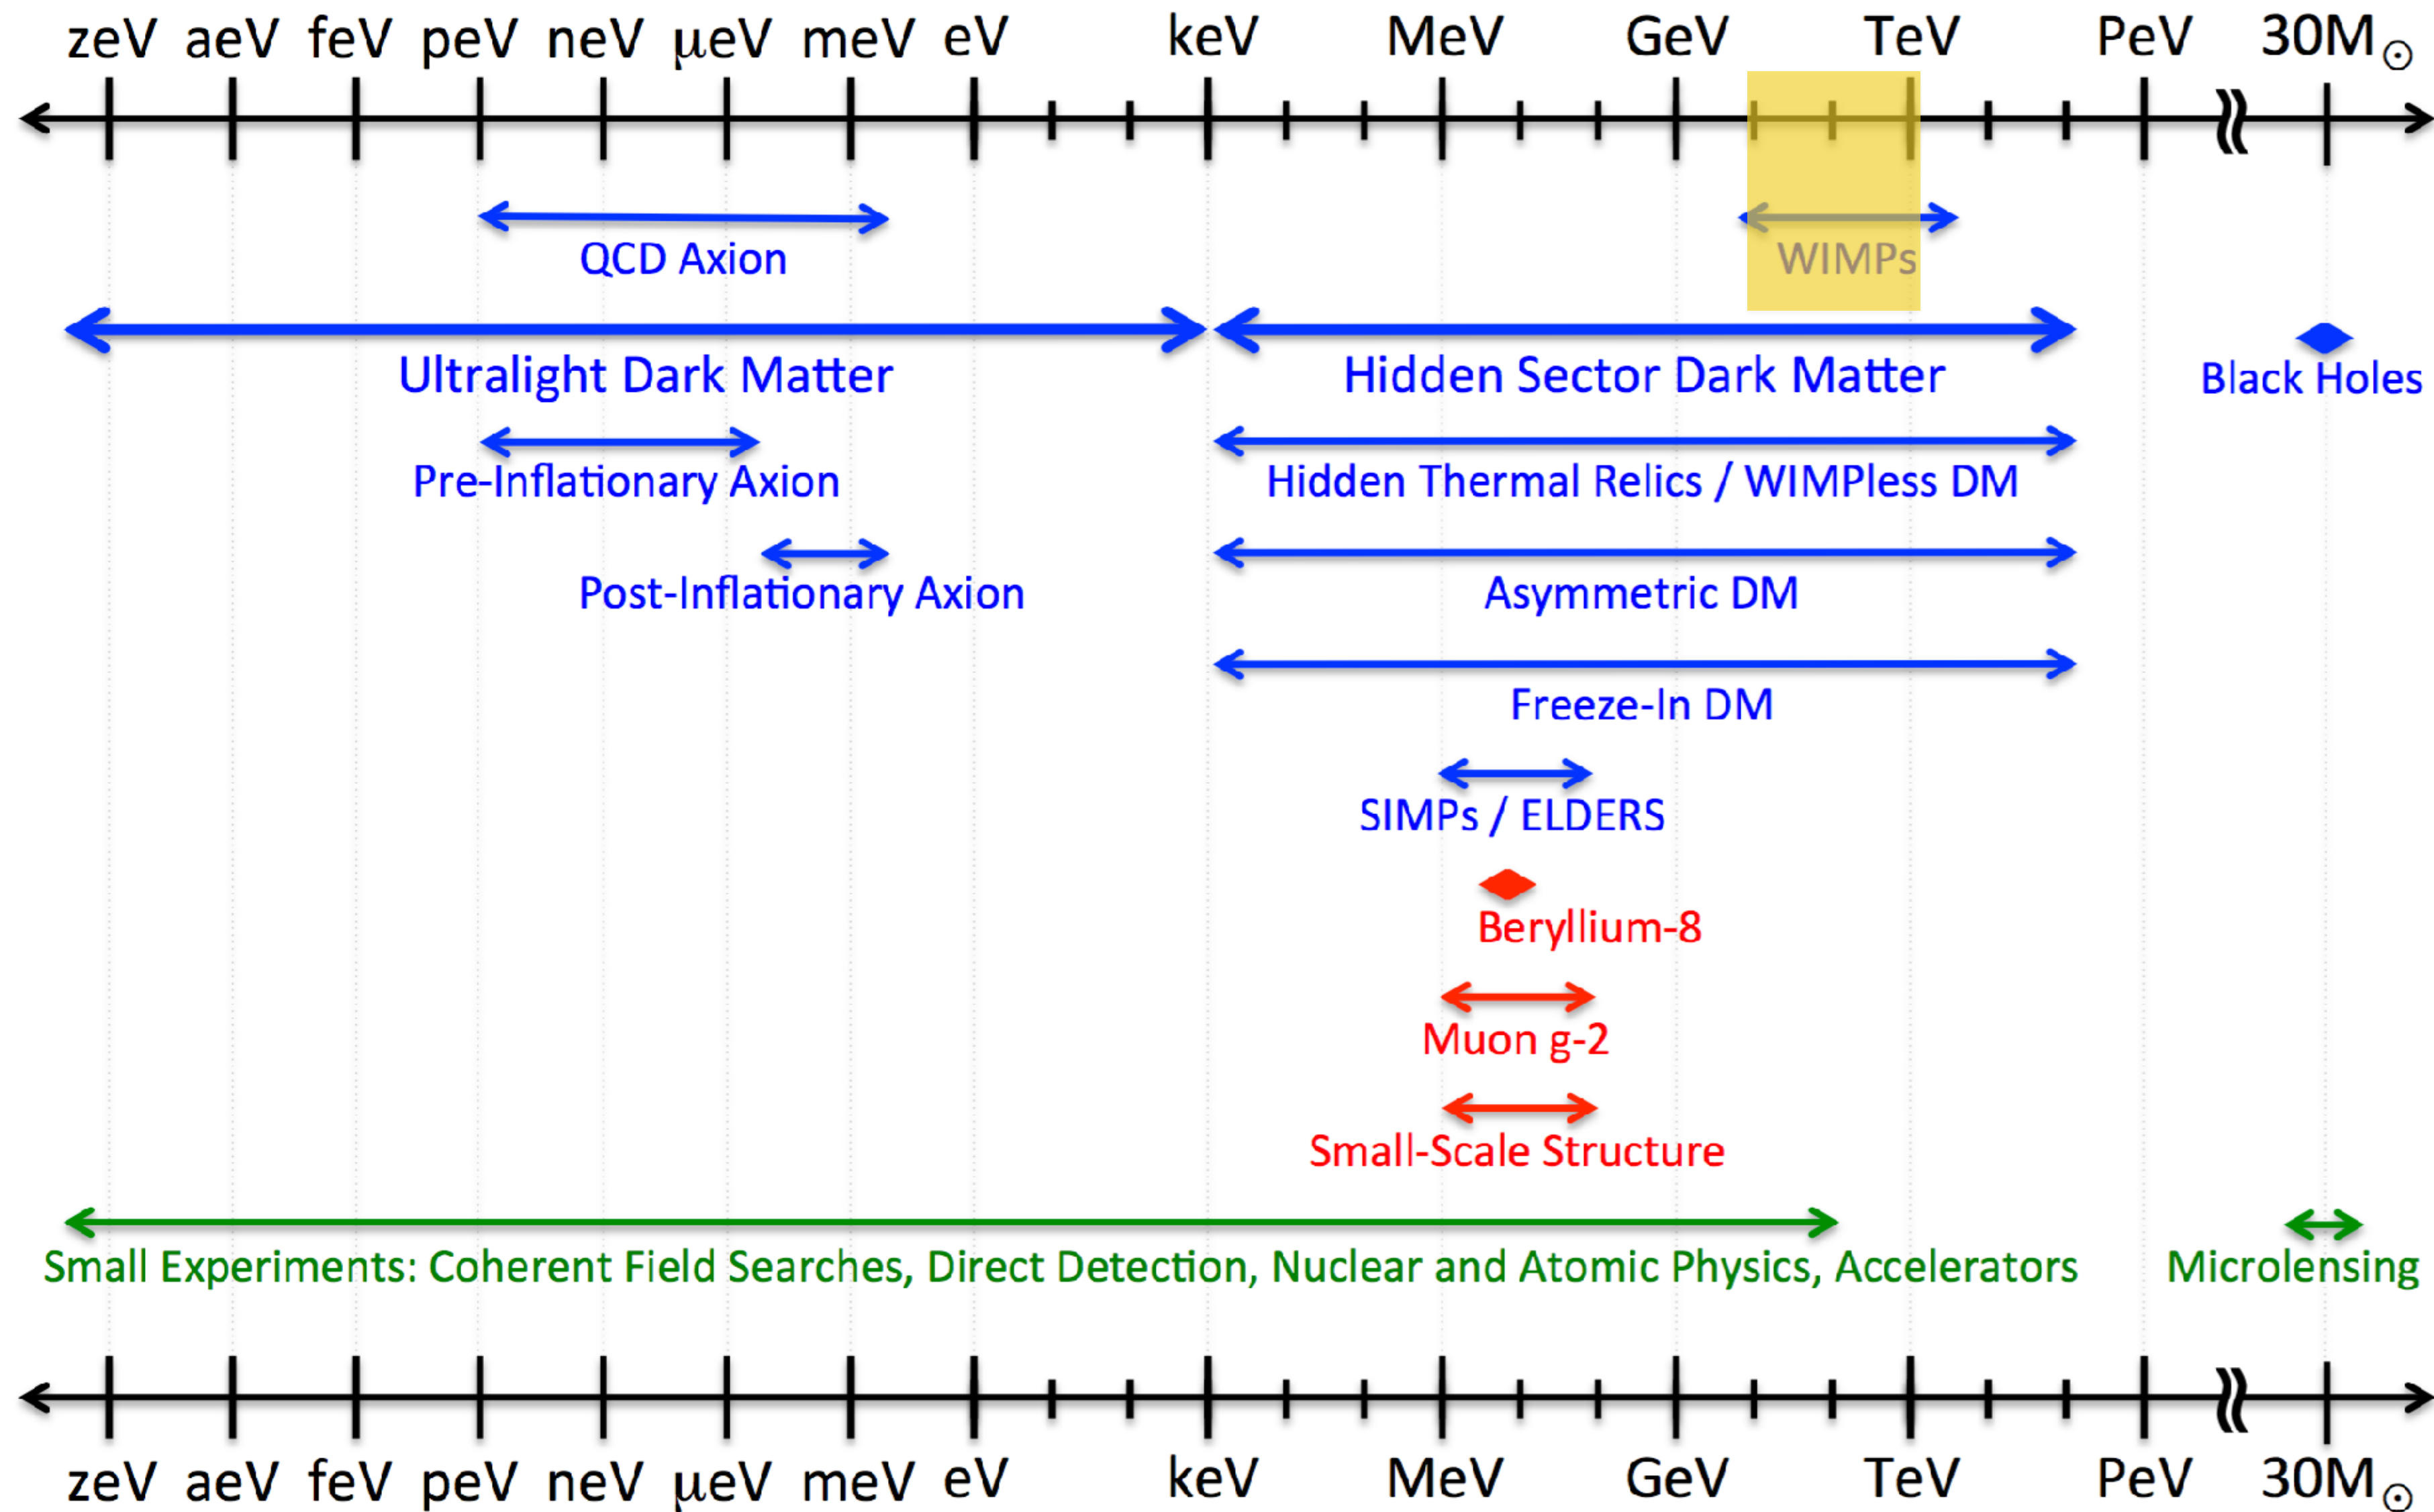 zeV aeV feV peV neV μeV meV eV keV MeV GeV TeV PeV 30M⊙
QCD Axion
WIMPs
Ultralight Dark Matter
Hidden Sector Dark Matter
Black Holes
Pre-Inflationary Axion
Hidden Thermal Relics / WIMPless DM
Post-Inflationary Axion
Asymmetric DM
Freeze-In DM
SIMPs / ELDERS
Beryllium-8
Muon g-2
Small-Scale Structure
Small Experiments: Coherent Field Searches, Direct Detection, Nuclear and Atomic Physics, Accelerators
Microlensing
zeV aeV feV peV neV μeV meV eV keV MeV GeV TeV PeV 30M⊙